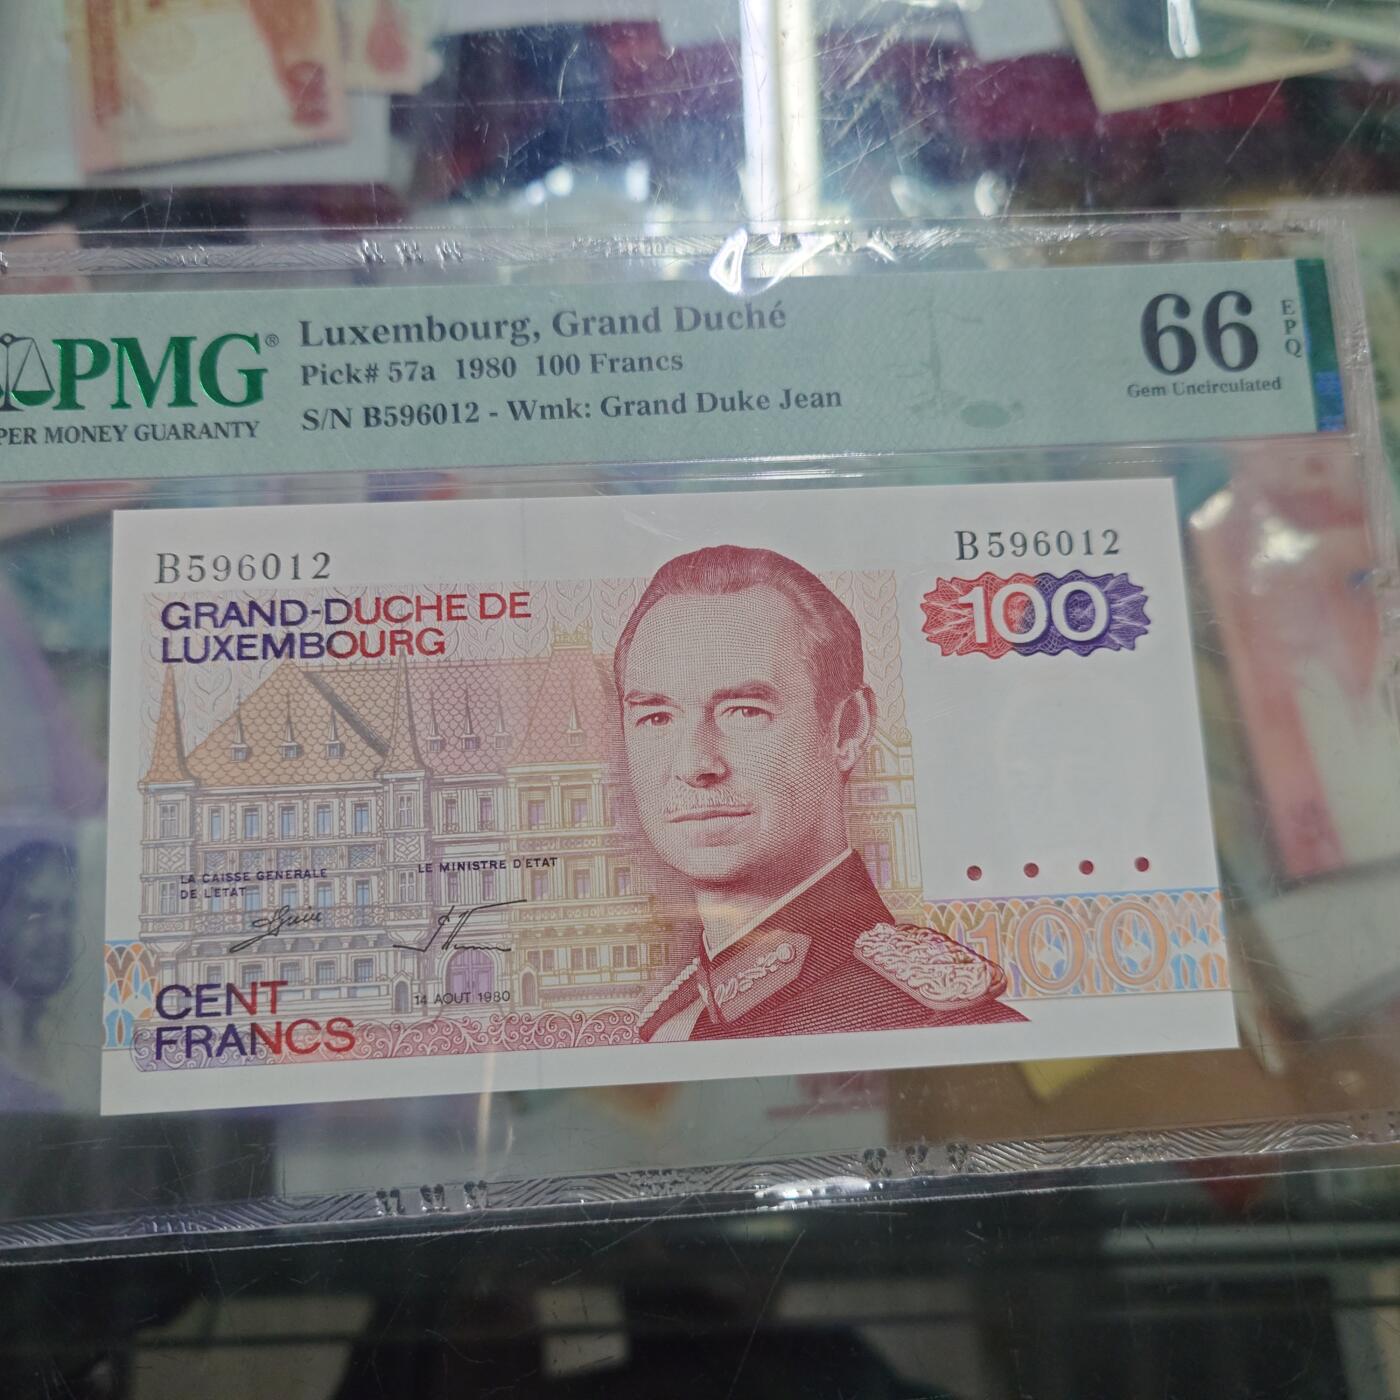 PMG®
PER MONEY GUARANTY
Luxembourg, Grand Duché
Pick# 57a 1980 100 Francs
S/N B596012 - Wmk: Grand Duke Jean
66
EPQ
Gem Uncirculated
B596012
B596012
GRAND-DUCHE DE
LUXEMBOURG
100
LA CAISSE GENERALE
DE L'ETAT
LE MINISTRE D'ETAT
14 AOUT 1980
100
CENT
FRANCS